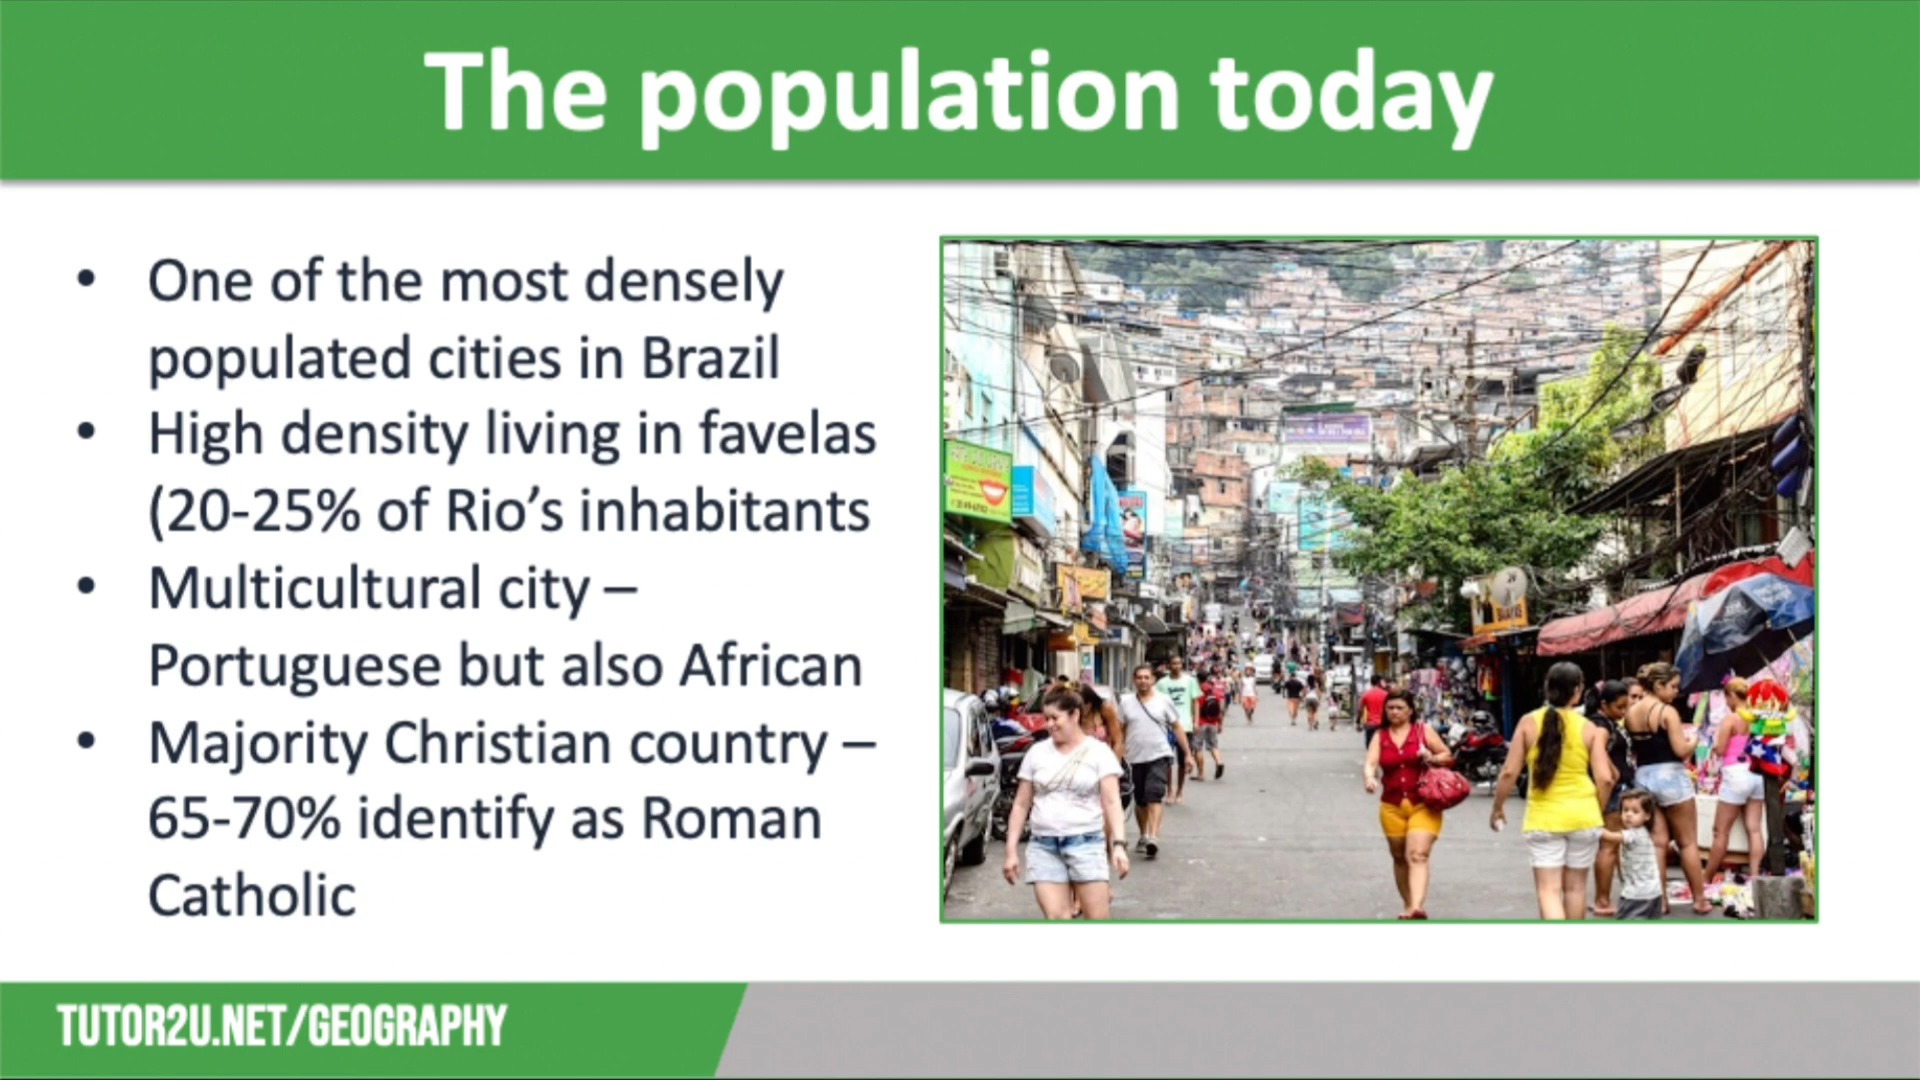 The population today
• One of the most densely
populated cities in Brazil
• High density living in favelas
(20-25% of Rio’s inhabitants
• Multicultural city –
Portuguese but also African
• Majority Christian country –
65-70% identify as Roman
Catholic
TUTOR2U.NET/GEOGRAPHY